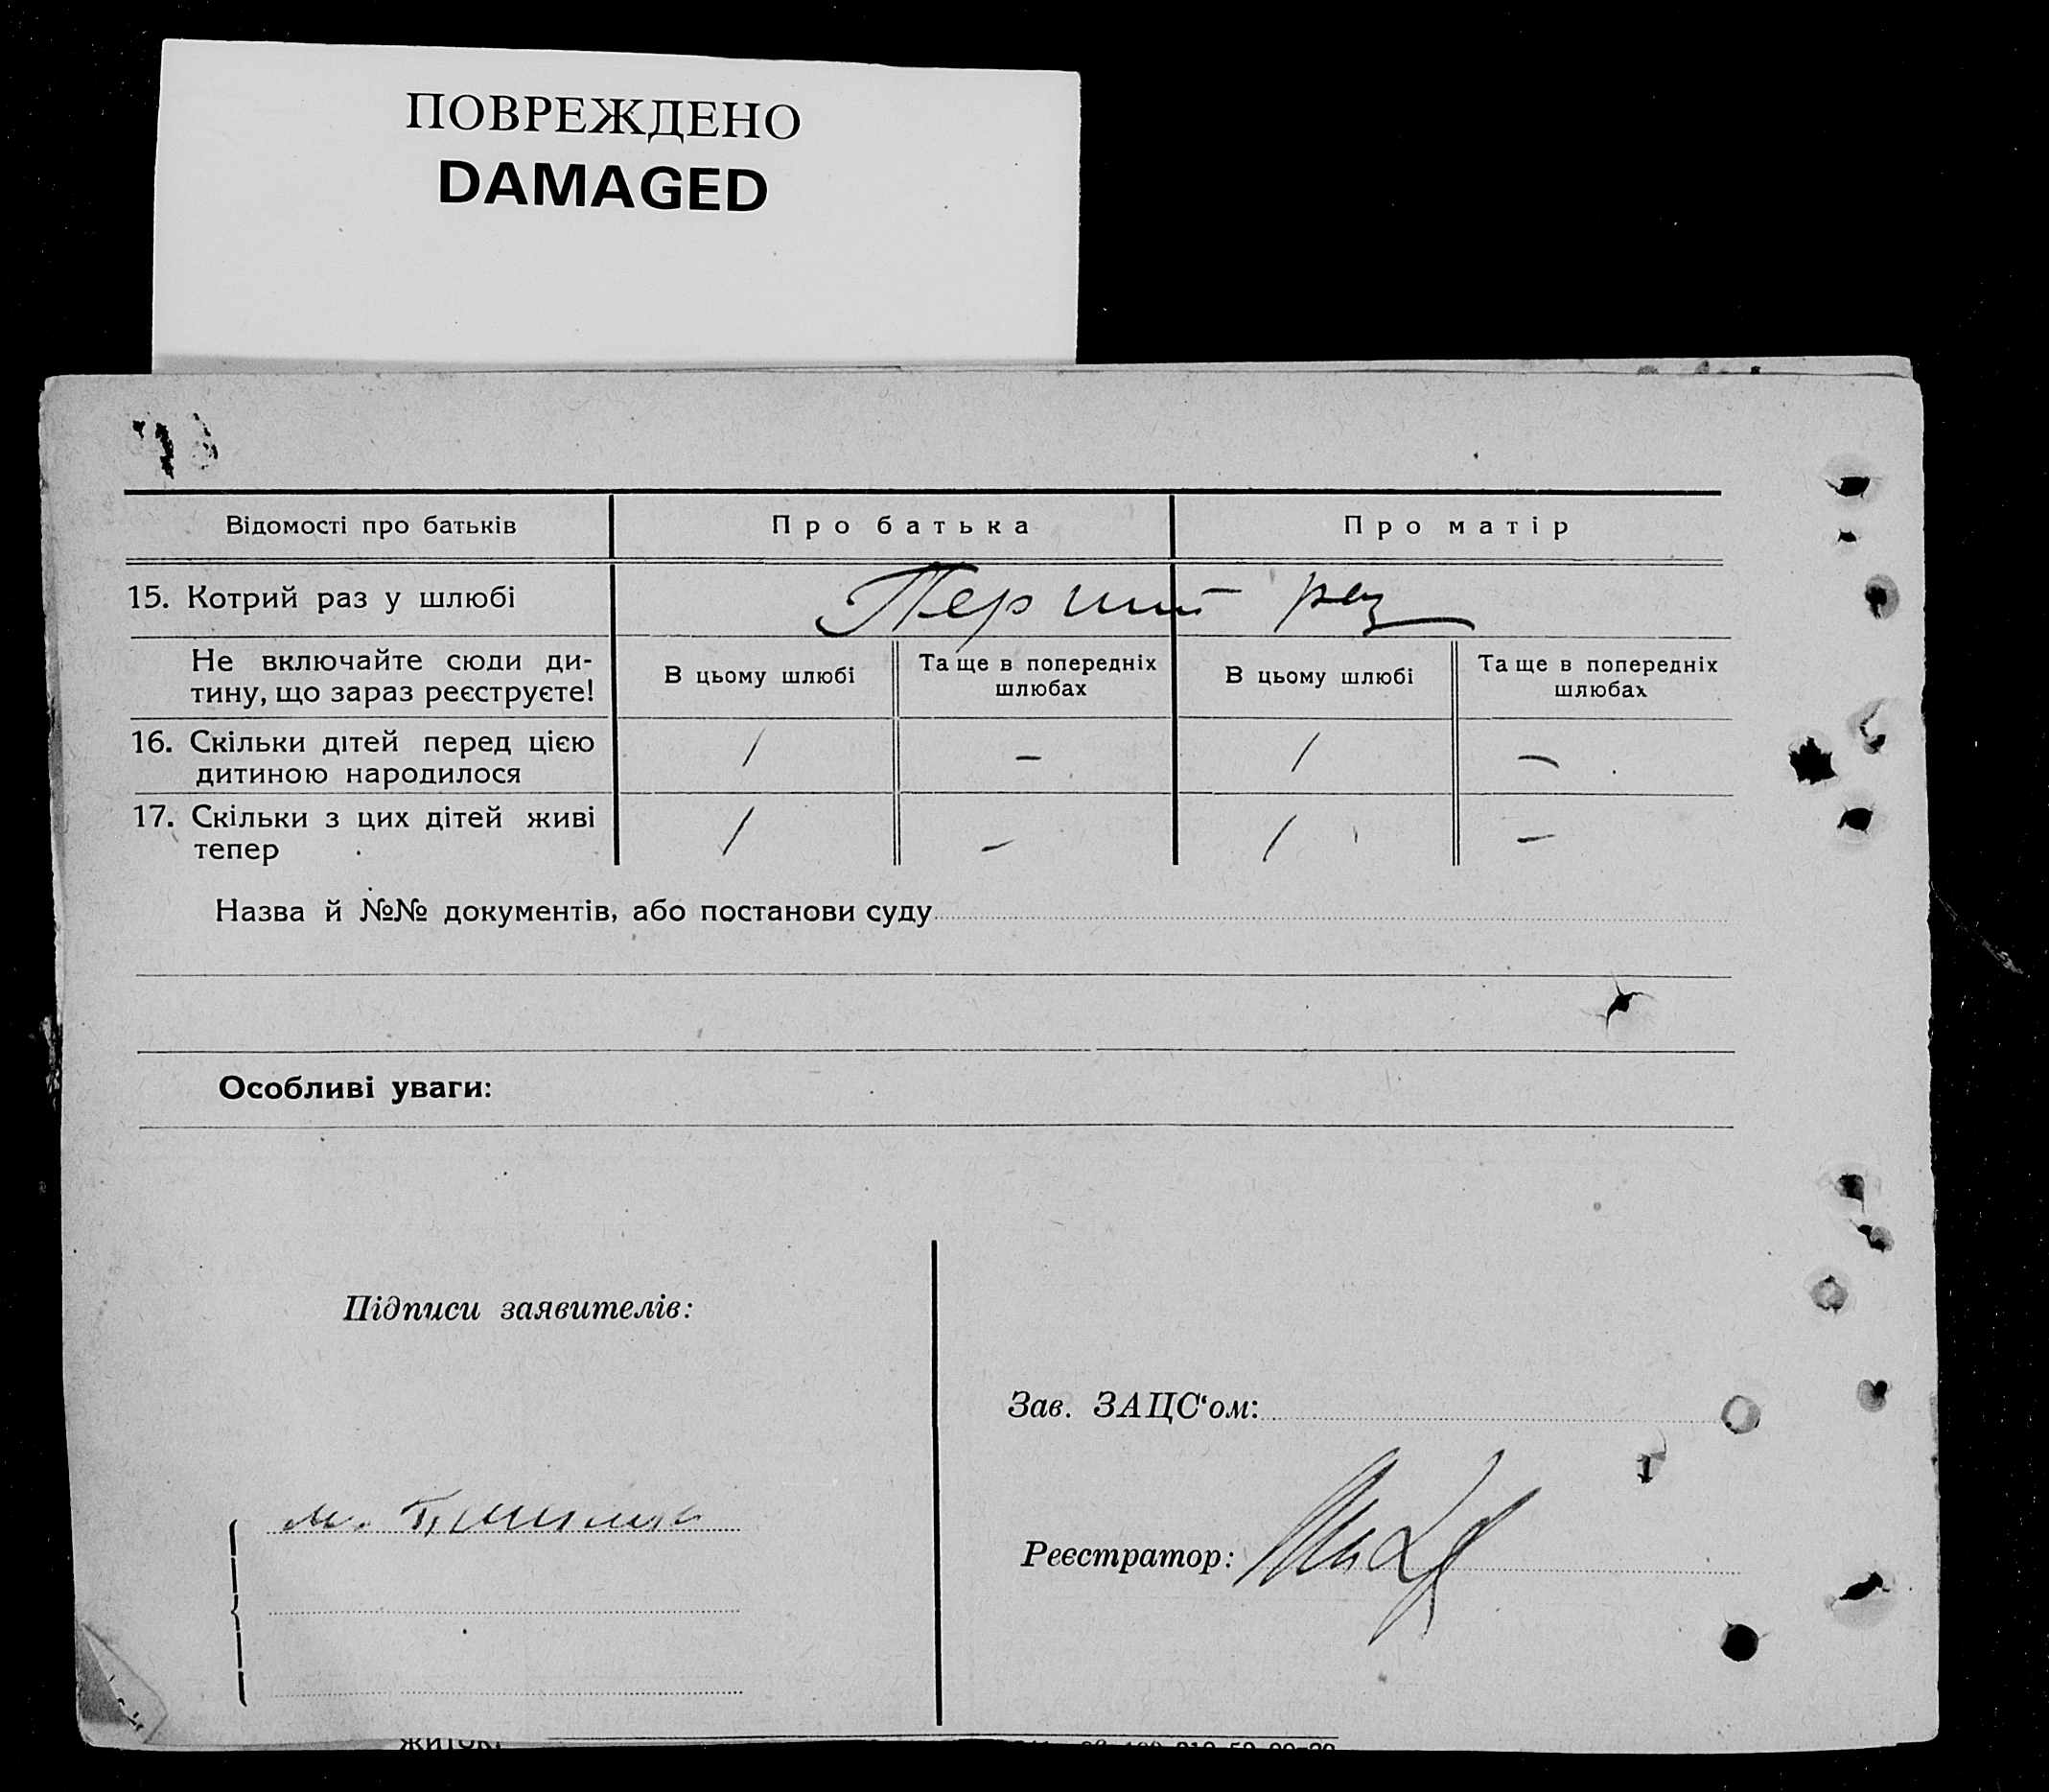 ПОВРЕЖДЕНО
DAMAGED
Відомості про батьків
Про батька
Про матір
15. Котрий раз у шлюбі
Перший раз
Не включайте сюди ди-
тину, що зараз реєструєте!
В цьому шлюбі
Та ще в попередніх
шлюбах
В цьому шлюбі
Та ще в попередніх
шлюбах
16. Скільки дітей перед цією
дитиною народилося
/ – / –
17. Скільки з цих дітей живі
тепер
/ – / –
Назва й №№ документів, або постанови суду
Особливі уваги:
Підписи заявителів:
Зав. ЗАЦС‘ом:
Реєстратор: